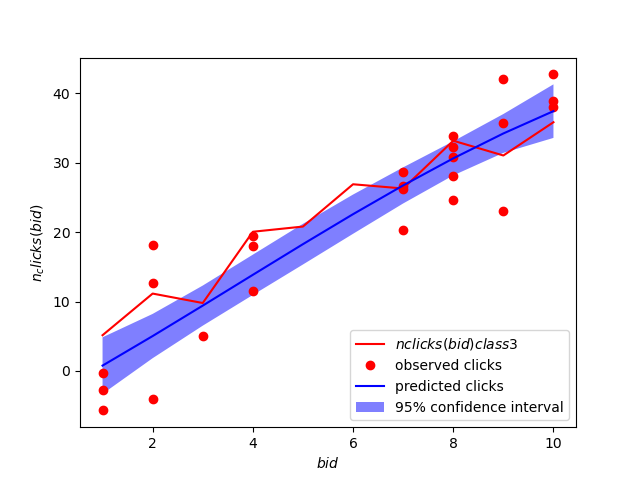 40
30
20
10
0
n_clicks(bid)
nclicks(bid)class3
observed clicks
predicted clicks
95% confidence interval
2
4
6
8
10
bid